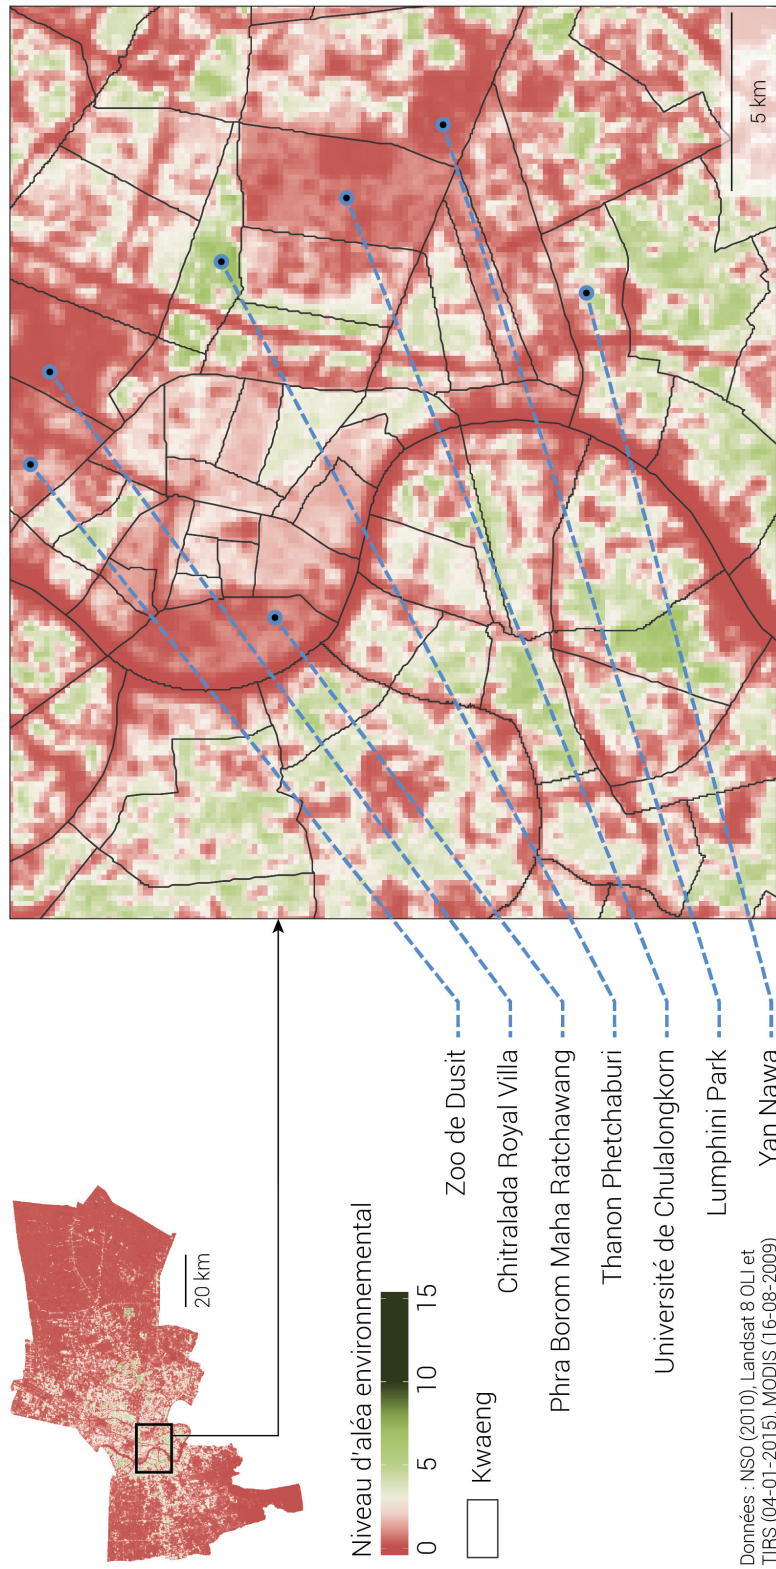 20 km
Niveau d'aléa environnemental
0 5 10 15
Kwaeng
Zoo de Dusit
Chitralada Royal Villa
Phra Borom Maha Ratchawang
Thanon Phetchaburi
Université de Chulalongkorn
Lumphini Park
Yan Nawa
5 km
Données : NSO (2010), Landsat 8 OLI et
TIRS (04-01-2015), MODIS (16-08-2009)